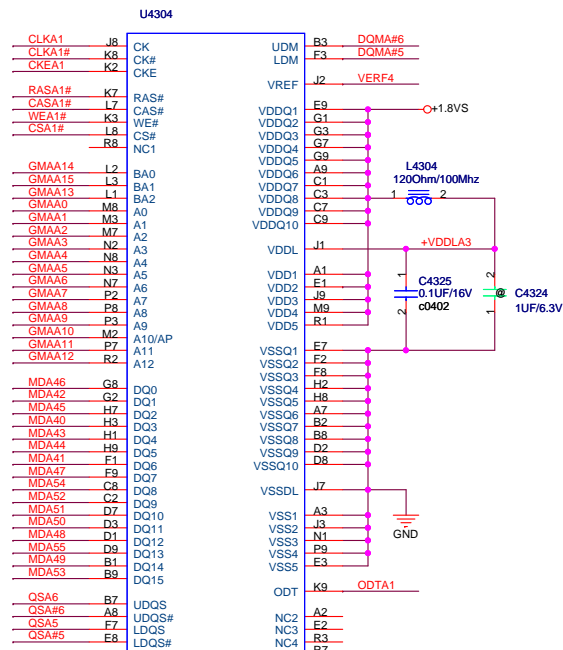 U4304
CLKA1 J8 CK UDM B3 DQMA#6
CLKA1# K8 CK# LDM F3 DQMA#5
CKEA1 K2 CKE
VREF J2 VERF4
RASA1# K7 RAS#
CASA1# L7 CAS# VDDQ1 E9 +1.8VS
WEA1# K3 WE# VDDQ2 G1
CSA1# L8 CS# VDDQ3 G3
R8 NC1 VDDQ4 G7
VDDQ5 G9
GMAA14 L2 BA0 VDDQ6 A9 L4304
GMAA15 L3 BA1 VDDQ7 C1 120Ohm/100Mhz
GMAA13 L1 BA2 VDDQ8 C3 1 2
GMAA0 M8 A0 VDDQ9 C7
GMAA1 M3 A1 VDDQ10 C9
GMAA2 M7 A2
GMAA3 N2 A3 VDDL J1 +VDDLA3
GMAA4 N8 A4
GMAA5 N3 A5 VDD1 A1 1 2
GMAA6 N7 A6 VDD2 E1 C4325
GMAA7 P2 A7 VDD3 J9 0.1UF/16V @ C4324
GMAA8 P8 A8 VDD4 M9 c0402 1UF/6.3V
GMAA9 P3 A9 VDD5 R1 2 1
GMAA10 M2 A10/AP
GMAA11 P7 A11 VSSQ1 E7
GMAA12 R2 A12 VSSQ2 F2
VSSQ3 F8
MDA46 G8 DQ0 VSSQ4 H2
MDA42 G2 DQ1 VSSQ5 H8
MDA45 H7 DQ2 VSSQ6 A7
MDA40 H3 DQ3 VSSQ7 B2
MDA43 H1 DQ4 VSSQ8 B8
MDA44 H9 DQ5 VSSQ9 D2
MDA41 F1 DQ6 VSSQ10 D8
MDA47 F9 DQ7
MDA54 C8 DQ8 VSSDL J7
MDA52 C2 DQ9
MDA51 D7 DQ10 VSS1 A3
MDA50 D3 DQ11 VSS2 J3
MDA48 D1 DQ12 VSS3 N1 GND
MDA55 D9 DQ13 VSS4 P9
MDA49 B1 DQ14 VSS5 E3
MDA53 B9 DQ15
ODT K9 ODTA1
QSA6 B7 UDQS
QSA#6 A8 UDQS# NC2 A2
QSA5 F7 LDQS NC3 E2
QSA#5 E8 LDQS# NC4 R3